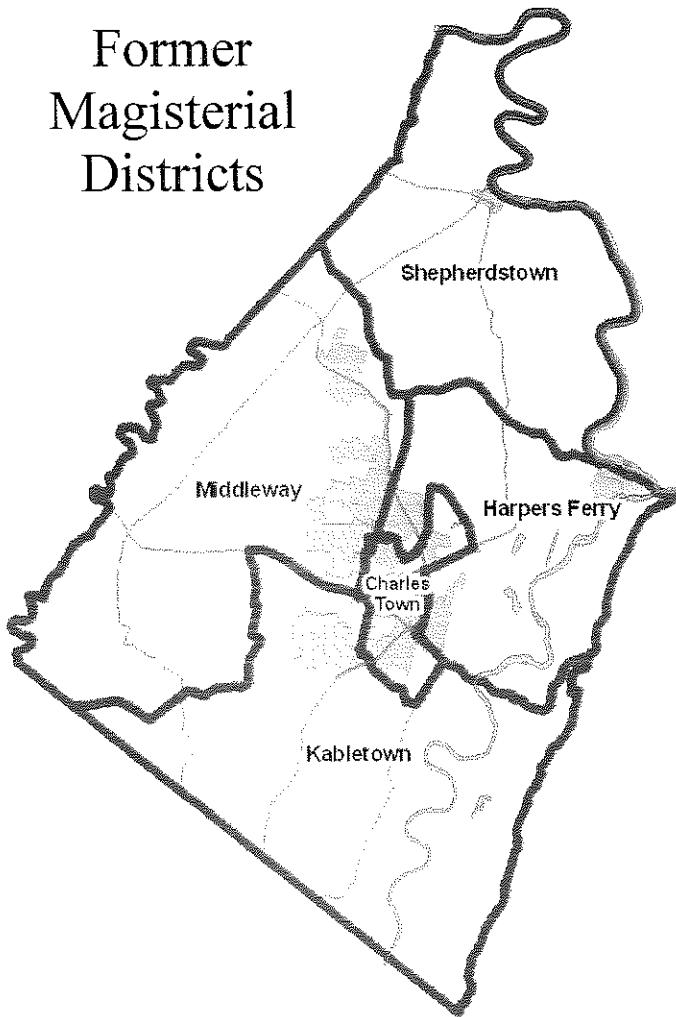 Former
Magisterial
Districts
Shepherdstown
Middleway
Harpers Ferry
Charles
Town
Kabletown